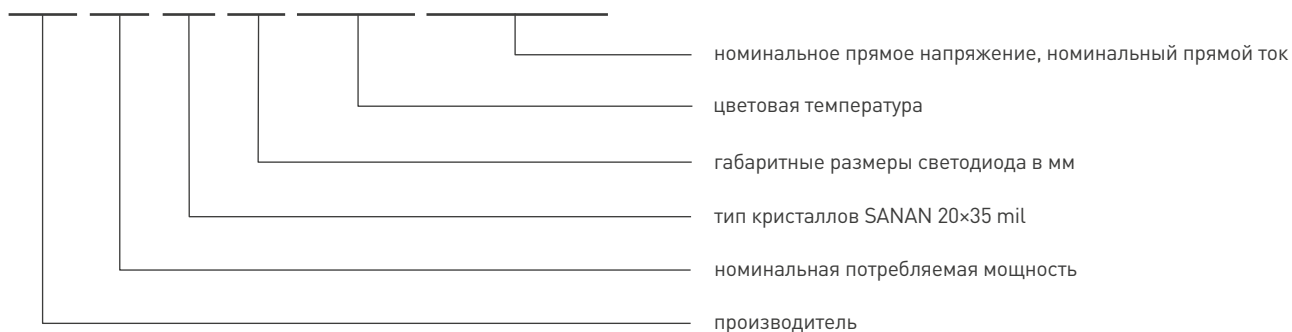 номинальное прямое напряжение, номинальный прямой ток
цветовая температура
габаритные размеры светодиода в мм
тип кристаллов SANAN 20×35 mil
номинальная потребляемая мощность
производитель